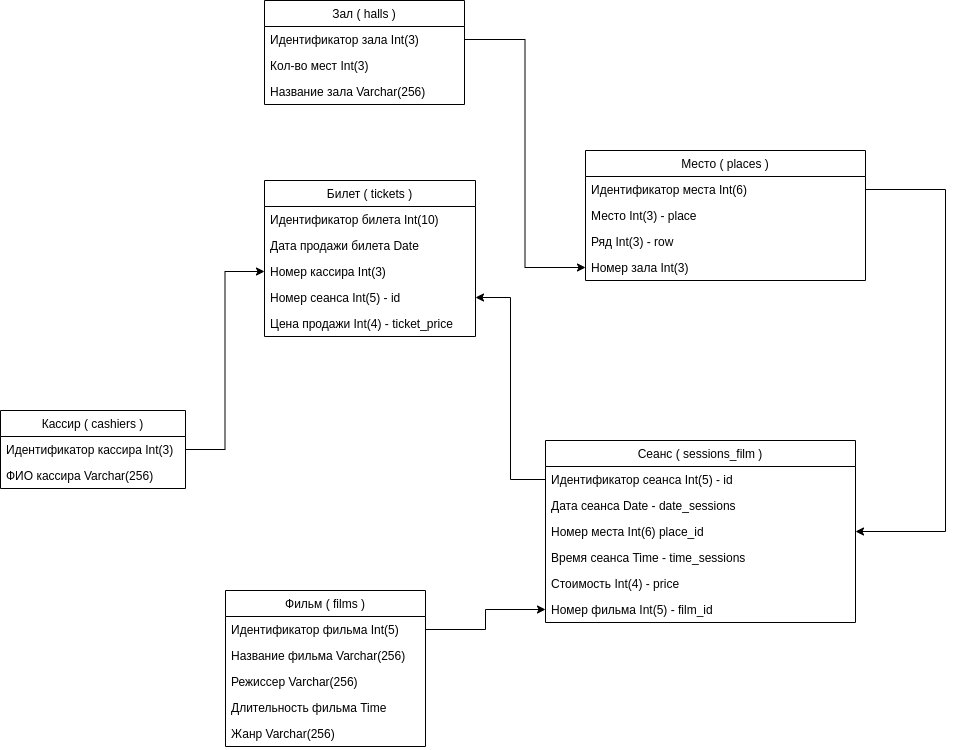 Зал ( halls )
Идентификатор зала Int(3)
Кол-во мест Int(3)
Название зала Varchar(256)
Место ( places )
Идентификатор места Int(6)
Место Int(3) - place
Ряд Int(3) - row
Номер зала Int(3)
Билет ( tickets )
Идентификатор билета Int(10)
Дата продажи билета Date
Номер кассира Int(3)
Номер сеанса Int(5) - id
Цена продажи Int(4) - ticket_price
Кассир ( cashiers )
Идентификатор кассира Int(3)
ФИО кассира Varchar(256)
Сеанс ( sessions_film )
Идентификатор сеанса Int(5) - id
Дата сеанса Date - date_sessions
Номер места Int(6) place_id
Время сеанса Time - time_sessions
Стоимость Int(4) - price
Номер фильма Int(5) - film_id
Фильм ( films )
Идентификатор фильма Int(5)
Название фильма Varchar(256)
Режиссер Varchar(256)
Длительность фильма Time
Жанр Varchar(256)